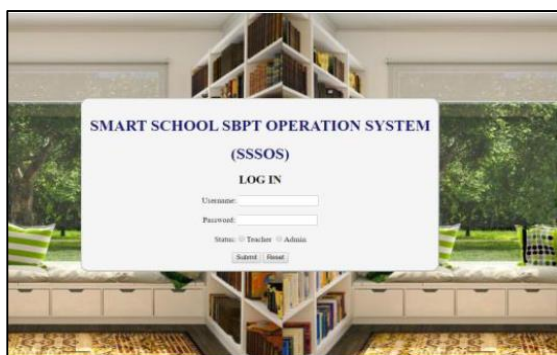 SMART SCHOOL SBPT OPERATION SYSTEM
(SSSOS)
LOG IN
Username:
Password:
Status: Teacher Admin
Submit Reset